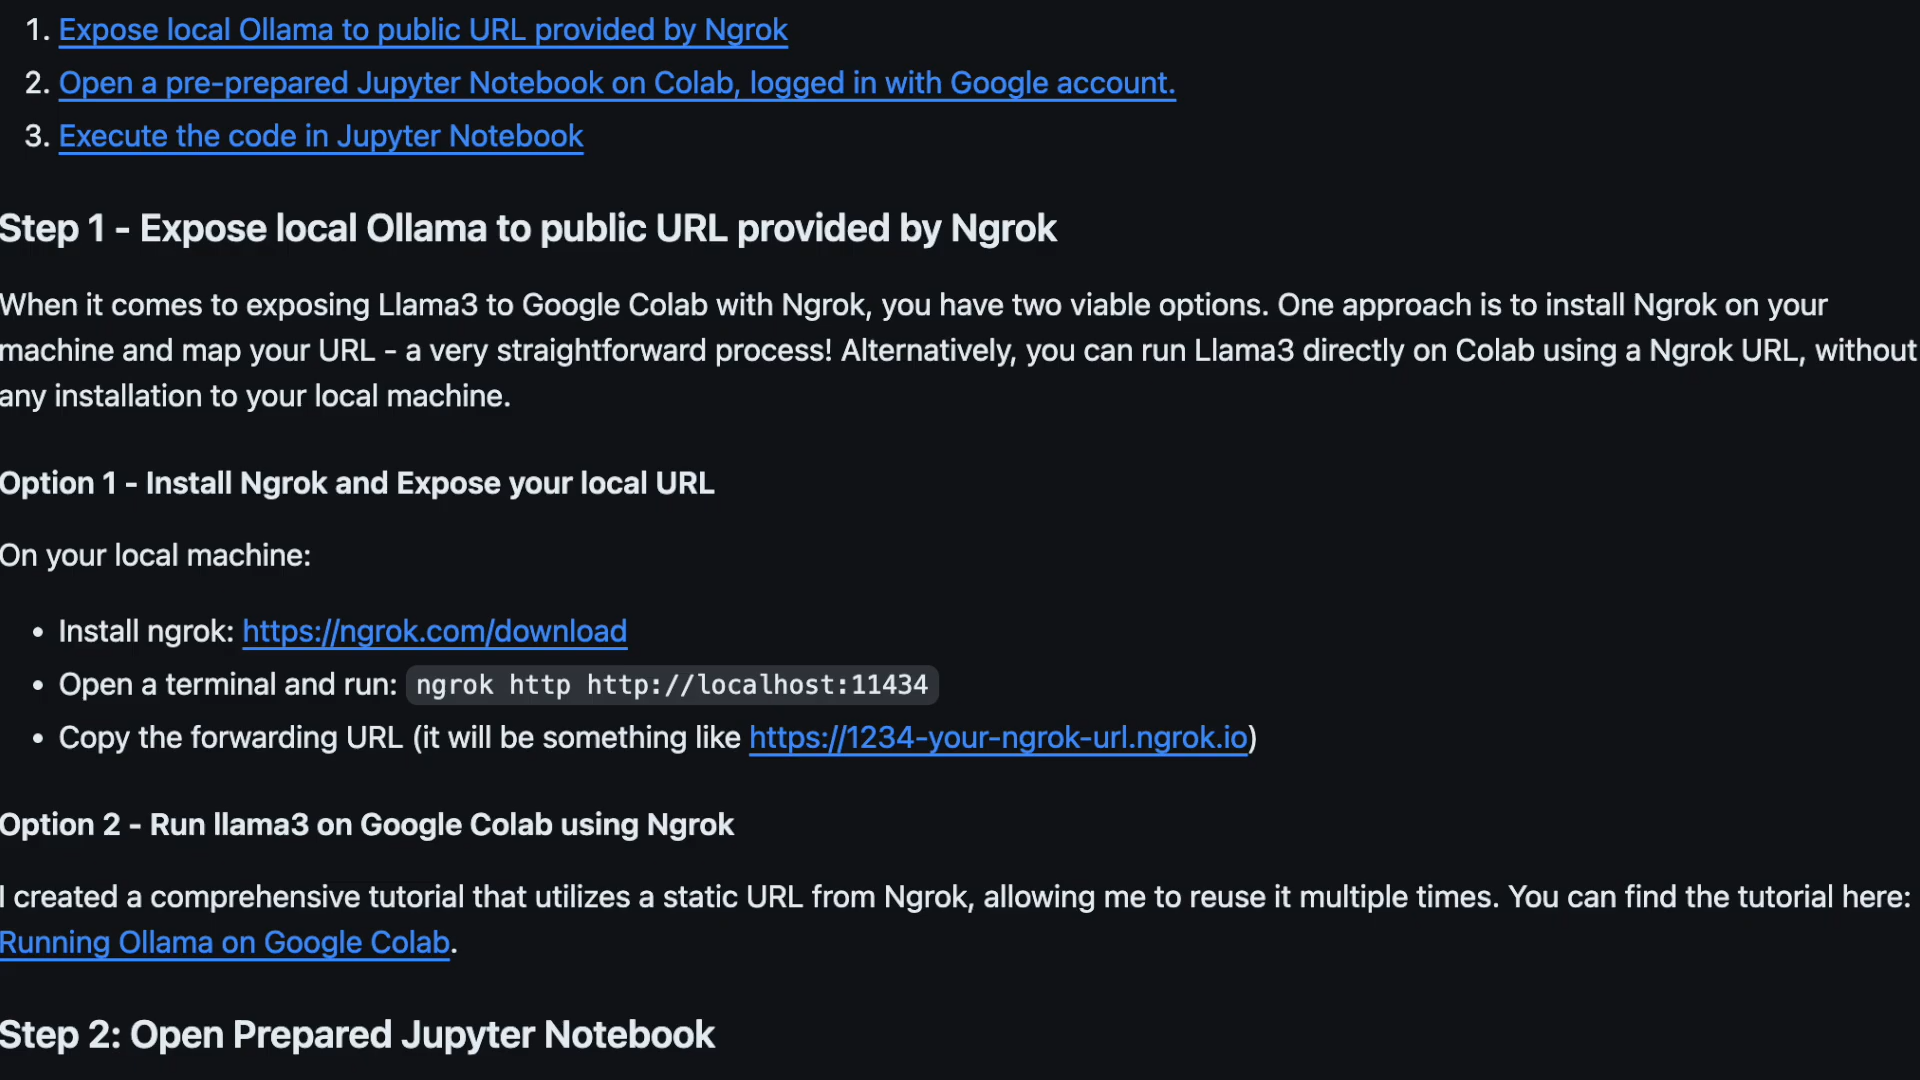 1. Expose local Ollama to public URL provided by Ngrok
2. Open a pre-prepared Jupyter Notebook on Colab, logged in with Google account.
3. Execute the code in Jupyter Notebook
Step 1 - Expose local Ollama to public URL provided by Ngrok
When it comes to exposing Llama3 to Google Colab with Ngrok, you have two viable options. One approach is to install Ngrok on your
machine and map your URL - a very straightforward process! Alternatively, you can run Llama3 directly on Colab using a Ngrok URL, without
any installation to your local machine.
Option 1 - Install Ngrok and Expose your local URL
On your local machine:
• Install ngrok: https://ngrok.com/download
• Open a terminal and run: ngrok http http://localhost:11434
• Copy the forwarding URL (it will be something like https://1234-your-ngrok-url.ngrok.io)
Option 2 - Run llama3 on Google Colab using Ngrok
I created a comprehensive tutorial that utilizes a static URL from Ngrok, allowing me to reuse it multiple times. You can find the tutorial here:
Running Ollama on Google Colab.
Step 2: Open Prepared Jupyter Notebook